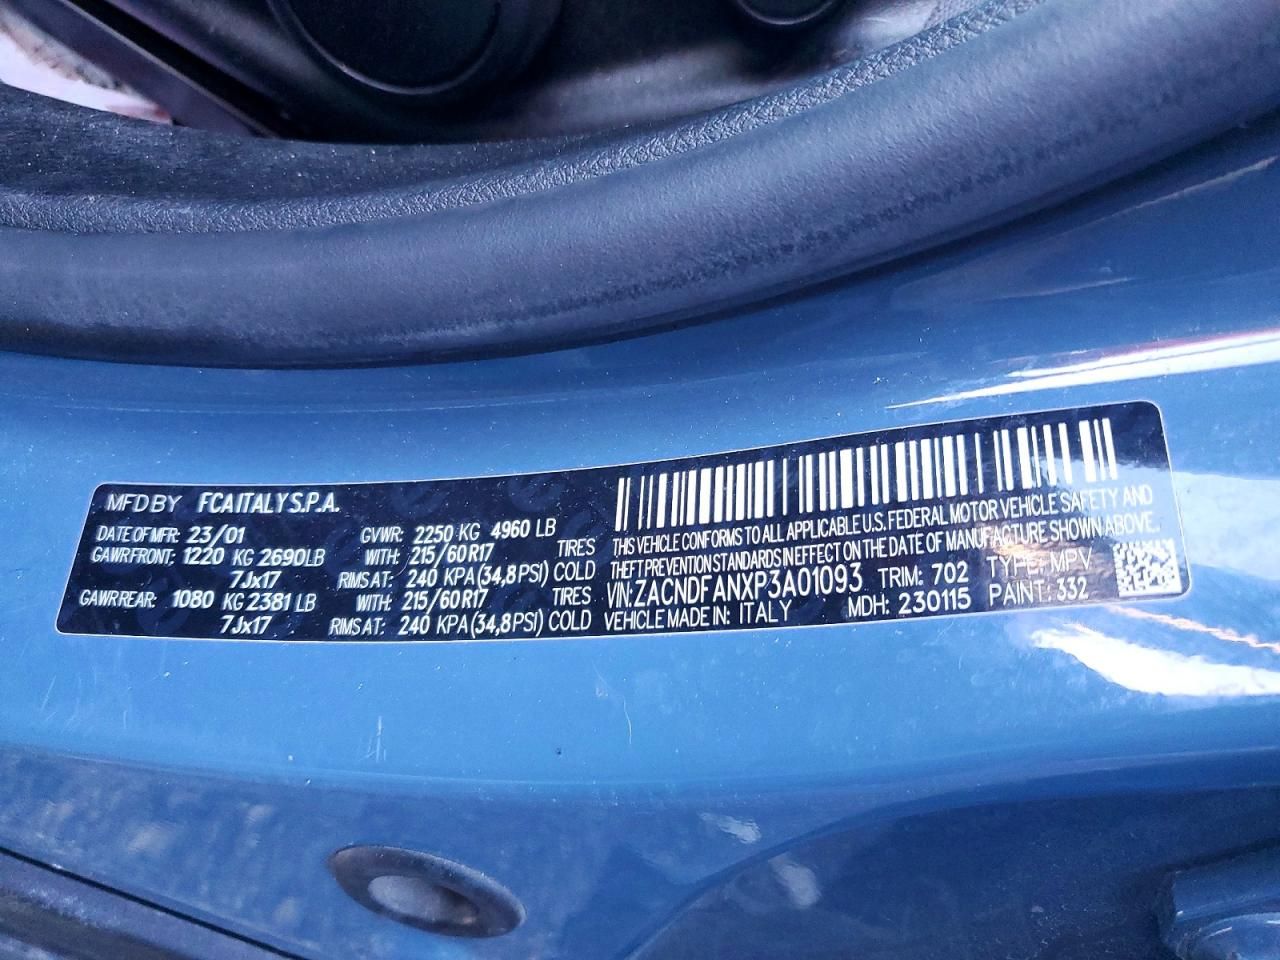 MFD BY FCA ITALY S.P.A.
DATE OF MFR: 23/01 GVWR: 2250 KG 4960 LB
GAWR FRONT: 1220 KG 2690 LB WITH: 215/60 R17 TIRES
7Jx17 RIMS AT: 240 KPA (34,8 PSI) COLD
GAWR REAR: 1080 KG 2381 LB WITH: 215/60 R17 TIRES
7Jx17 RIMS AT: 240 KPA (34,8 PSI) COLD
THIS VEHICLE CONFORMS TO ALL APPLICABLE U.S. FEDERAL MOTOR VEHICLE SAFETY AND
THEFT PREVENTION STANDARDS IN EFFECT ON THE DATE OF MANUFACTURE SHOWN ABOVE.
VIN: ZACNDFANXP3A01093 TRIM: 702 TYPE: MPV
VEHICLE MADE IN: ITALY MDH: 230115 PAINT: 332